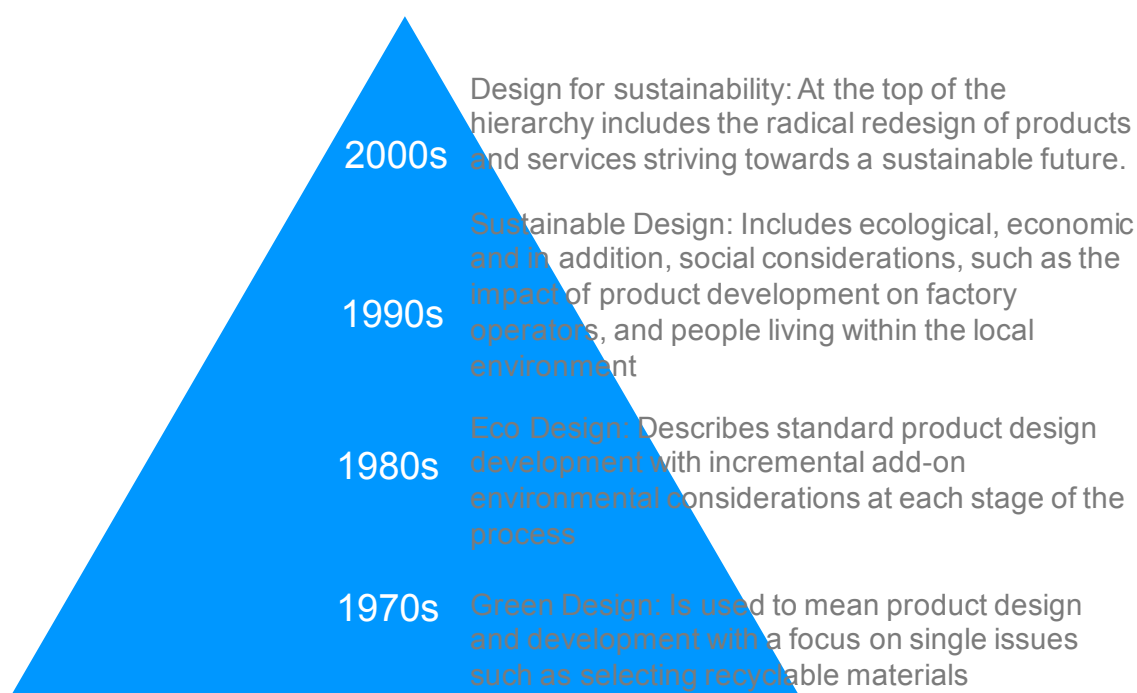 Design for sustainability: At the top of the
hierarchy includes the radical redesign of products
2000s
and services striving towards a sustainable future.
Sustainable Design: Includes ecological, economic
and in addition, social considerations, such as the
impact of product development on factory
1990s
operators, and people living within the local
environment
Eco Design: Describes standard product design
1980s
development with incremental add-on
environmental considerations at each stage of the
process
1970s
Green Design: Is used to mean product design
and development with a focus on single issues
such as selecting recyclable materials